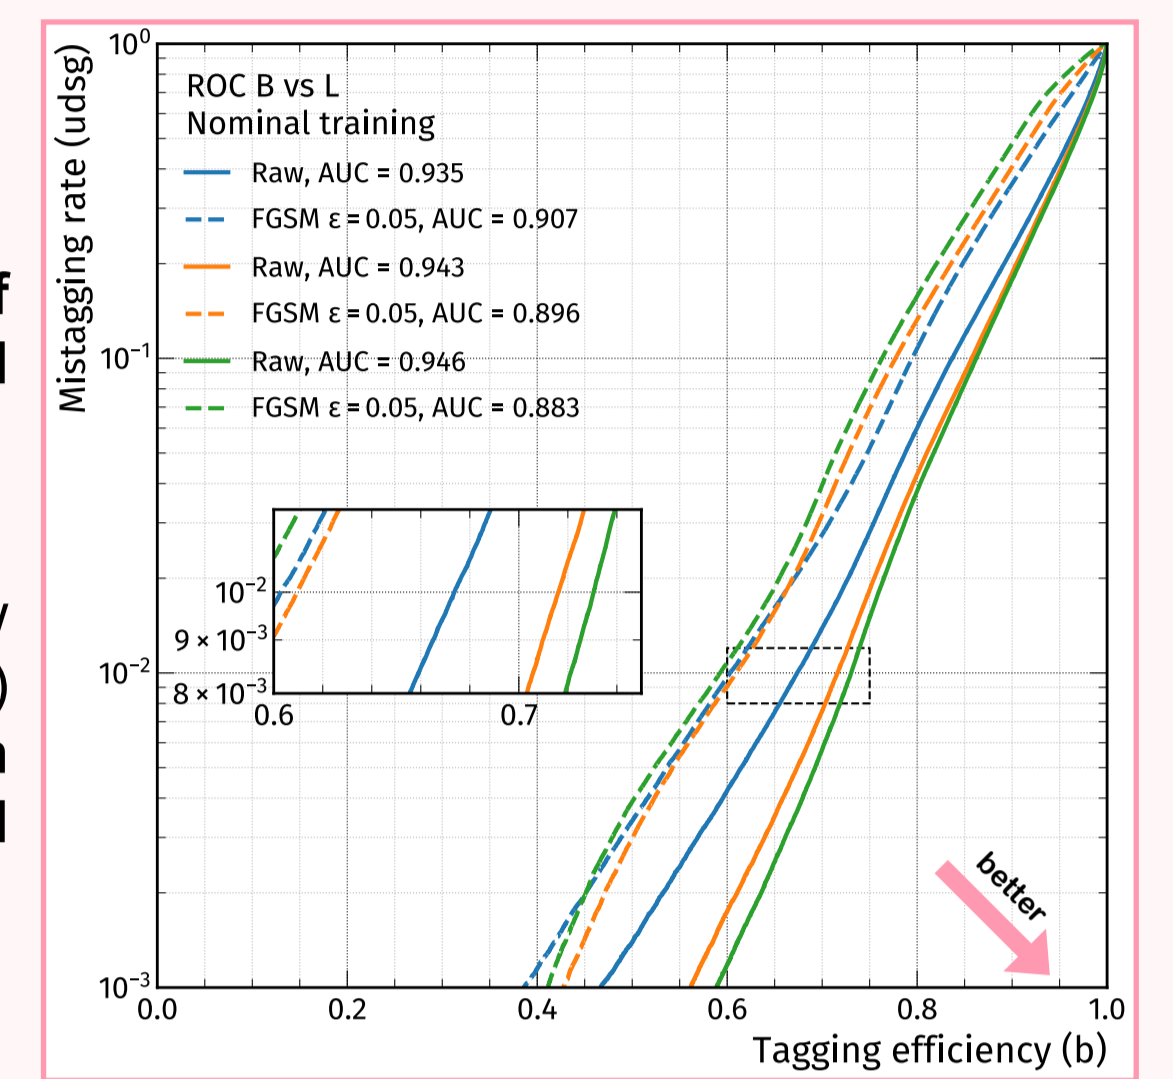 f
l
y
)
n
l
Mistagging rate (udsg)
10⁰
10⁻¹
10⁻²
10⁻³
ROC B vs L
Nominal training
Raw, AUC = 0.935
FGSM ε = 0.05, AUC = 0.907
Raw, AUC = 0.943
FGSM ε = 0.05, AUC = 0.896
Raw, AUC = 0.946
FGSM ε = 0.05, AUC = 0.883
10⁻²
9 × 10⁻³
8 × 10⁻³
0.6 0.7
better
0.0 0.2 0.4 0.6 0.8 1.0
Tagging efficiency (b)